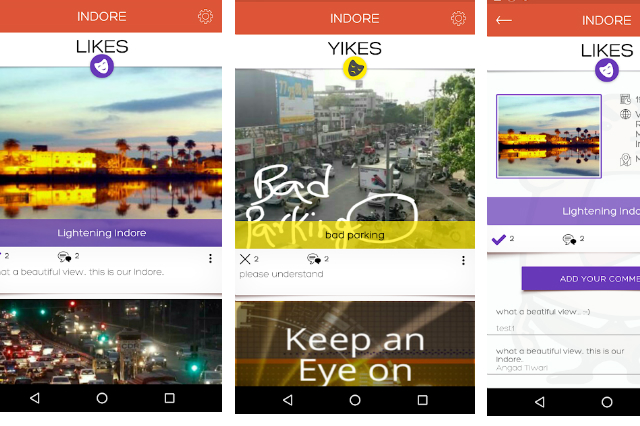 INDORE
LIKES
Lightening Indore
2 2
at a beautiful view. this is our Indore.
INDORE
YIKES
Bad
Parking
bad parking
2 2
please understand
Keep an
Eye on
INDORE
LIKES
Lightening Indo
2 2
ADD YOUR COMME
what a beatiful view.. :-)
test1
what a beautiful view. this is our
Indore.
Angad Tiwari